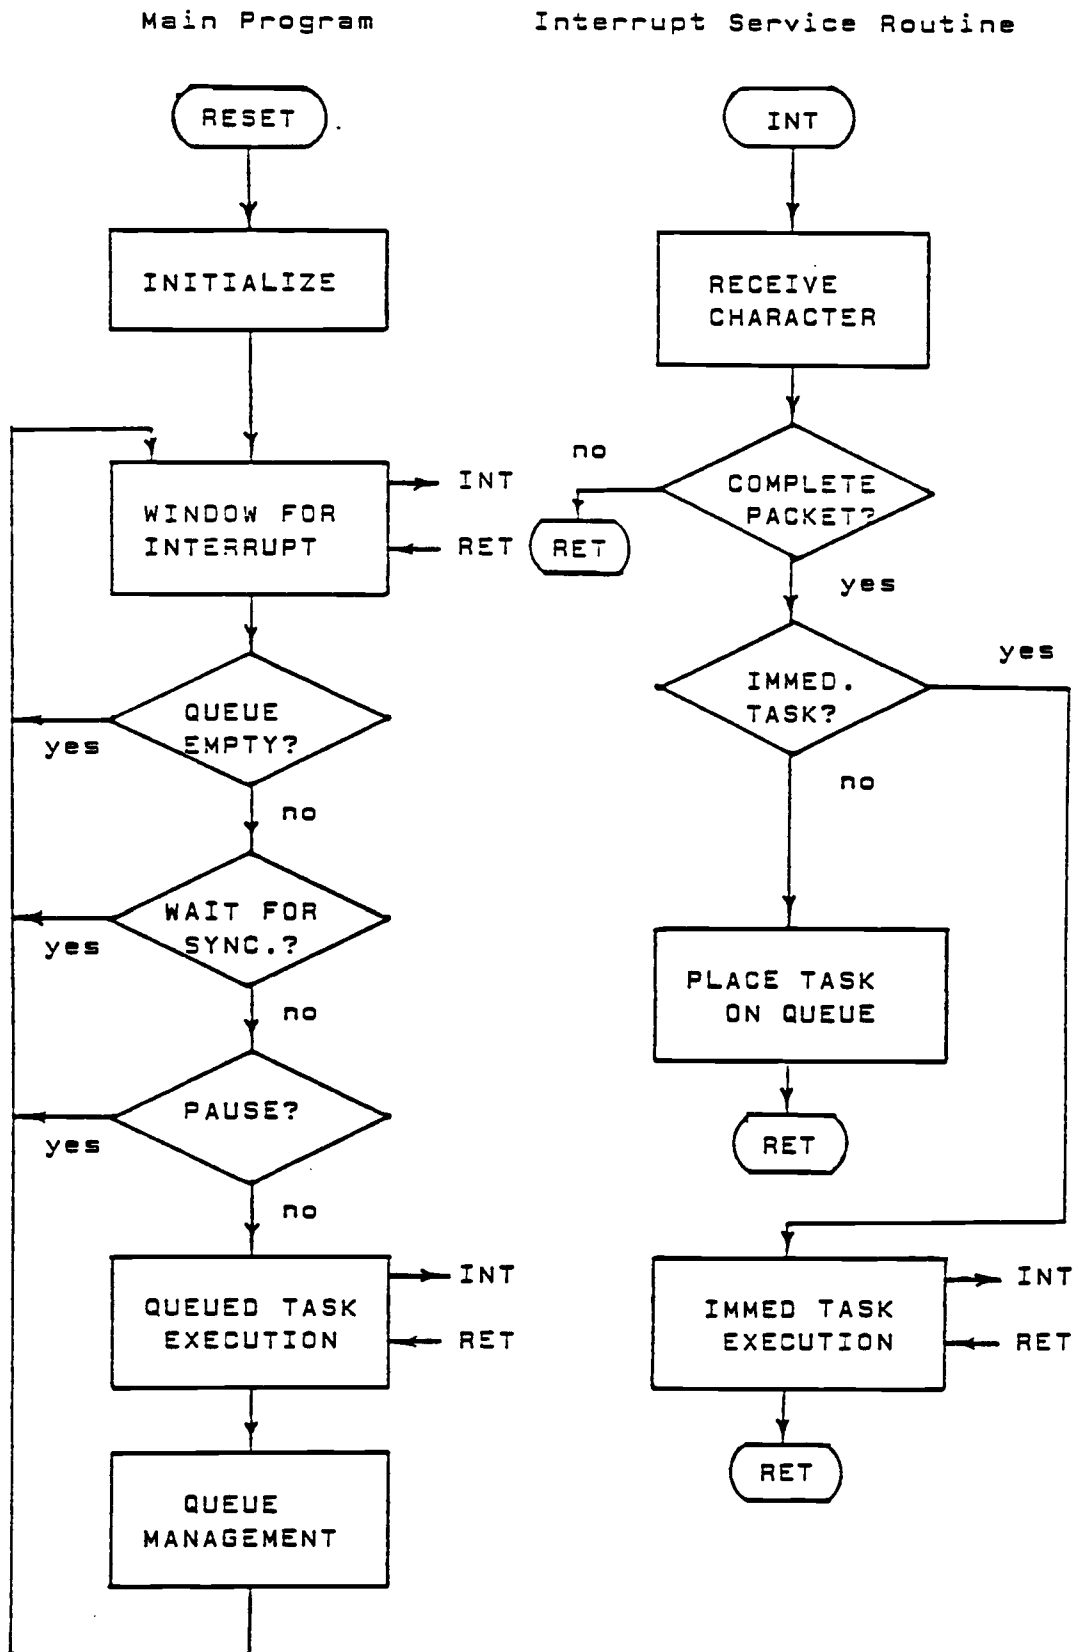 Main Program
Interrupt Service Routine
RESET
INITIALIZE
WINDOW FOR
INTERRUPT
INT
RET
QUEUE
EMPTY?
yes
no
WAIT FOR
SYNC.?
yes
no
PAUSE?
yes
no
QUEUED TASK
EXECUTION
INT
RET
QUEUE
MANAGEMENT
INT
RECEIVE
CHARACTER
COMPLETE
PACKET?
no
RET
yes
IMMED.
TASK?
yes
no
PLACE TASK
ON QUEUE
RET
IMMED TASK
EXECUTION
INT
RET
RET